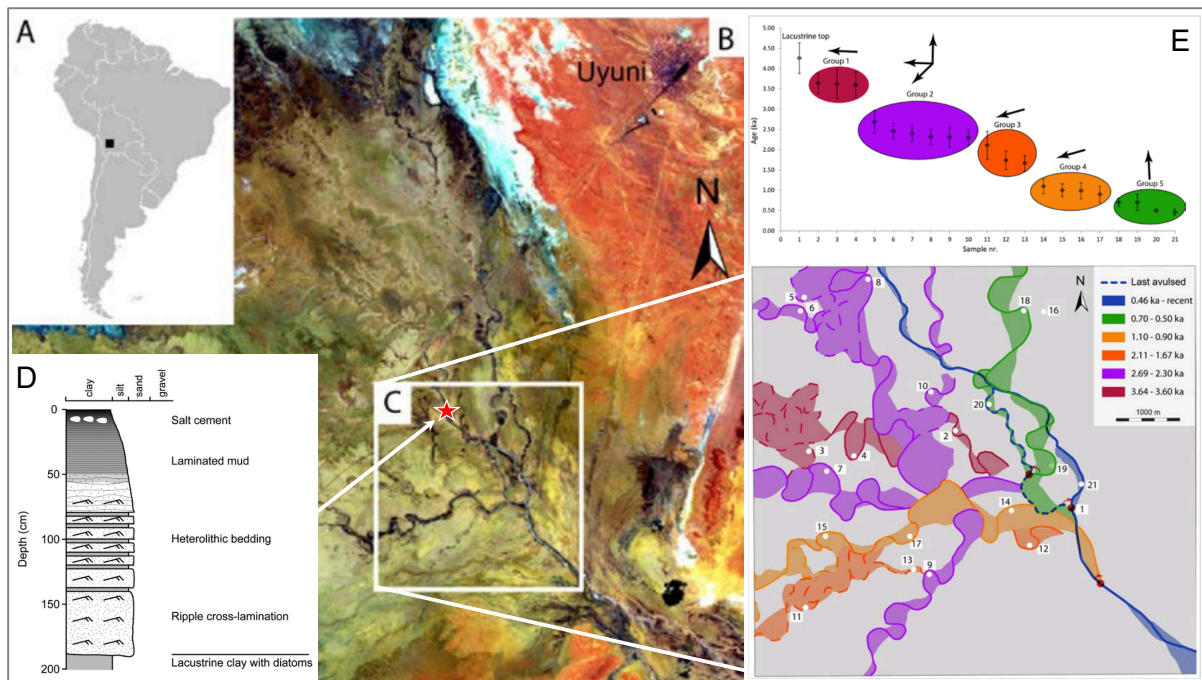 A
B
Uyuni
N
C
D
clay
silt
sand
gravel
0
50
100
150
200
Depth (cm)
Salt cement
Laminated mud
Heterolithic bedding
Ripple cross-lamination
Lacustrine clay with diatoms
E
5.00
4.50
4.00
3.50
3.00
2.50
2.00
1.50
1.00
0.50
0.00
Age (ka)
Lacustrine top
Group 1
Group 2
Group 3
Group 4
Group 5
1 2 3 4 5 6 7 8 9 10 11 12 13 14 15 16 17 18 19 20 21
Sample nr.
N
Last avulsed
0.46 ka - recent
0.70 - 0.50 ka
1.10 - 0.90 ka
2.11 - 1.67 ka
2.69 - 2.30 ka
3.64 - 3.60 ka
1000 m
8
5
6
18
16
10
20
2
3
4
7
19
21
14
1
15
17
12
13
9
11